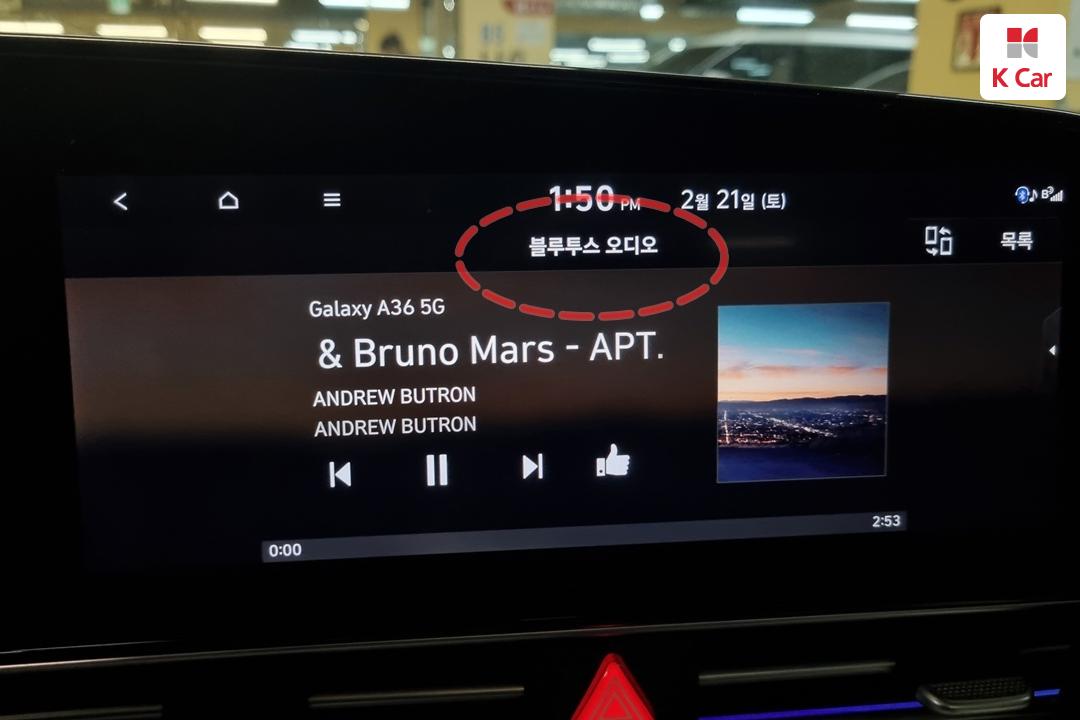 K Car
1:50 PM 2월 21일 (토)
블루투스 오디오
목록
Galaxy A36 5G
& Bruno Mars - APT.
ANDREW BUTRON
ANDREW BUTRON
0:00
2:53